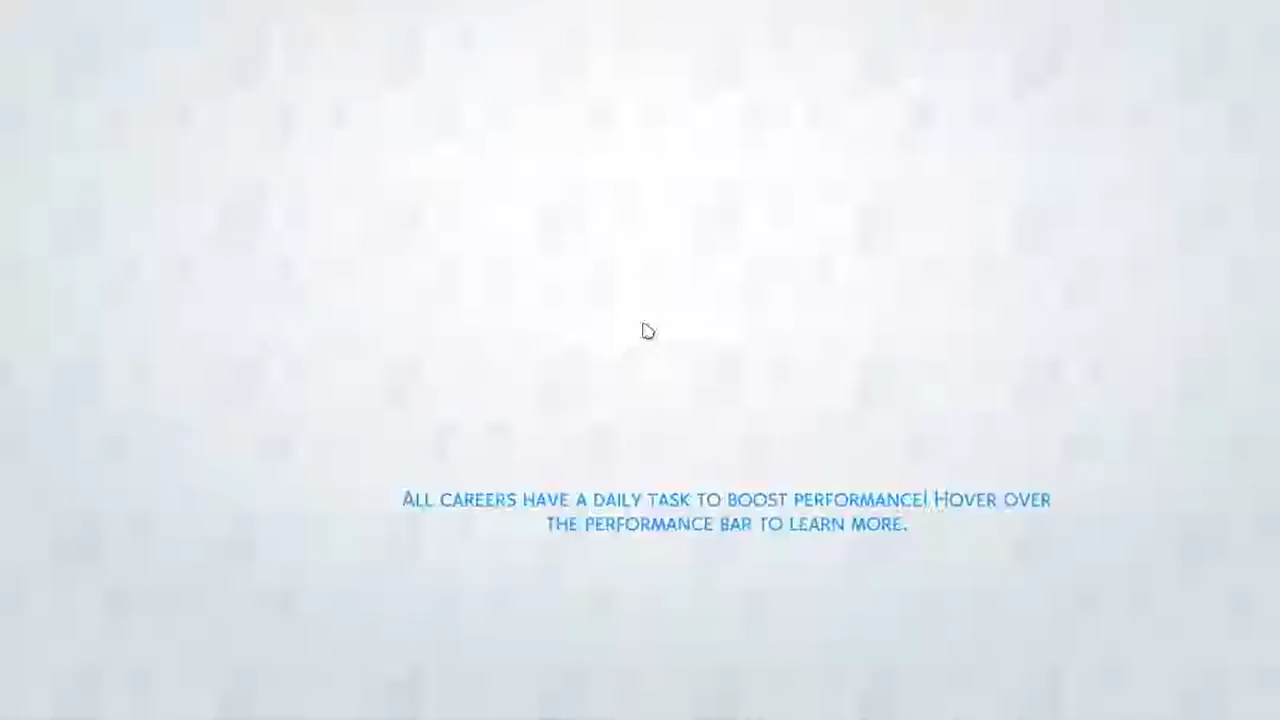 All careers have a daily task to boost performance! Hover over
the performance bar to learn more.